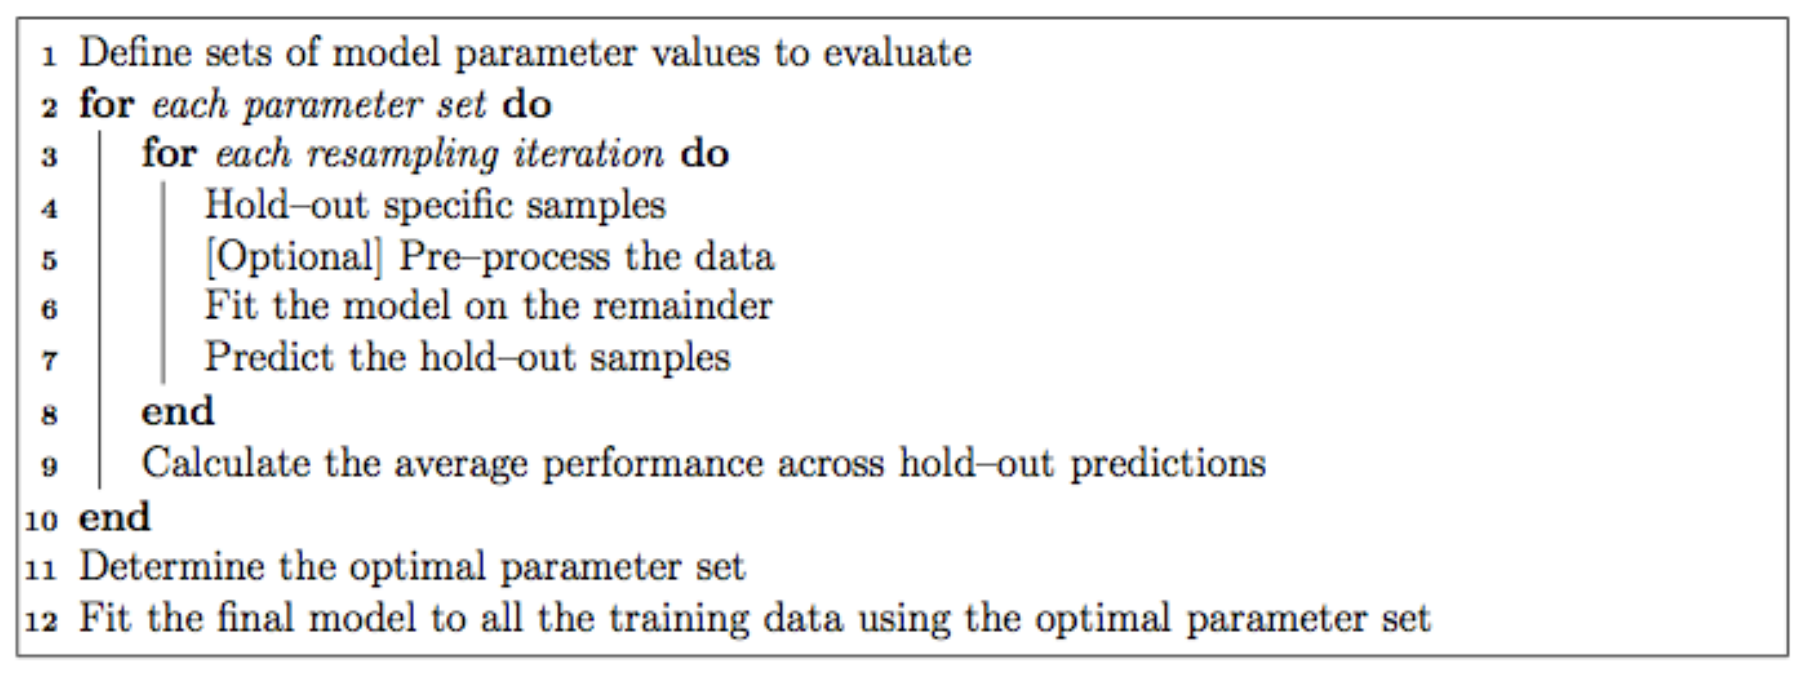 1 Define sets of model parameter values to evaluate
2 for each parameter set do
3 for each resampling iteration do
4 Hold–out specific samples
5 [Optional] Pre–process the data
6 Fit the model on the remainder
7 Predict the hold–out samples
8 end
9 Calculate the average performance across hold–out predictions
10 end
11 Determine the optimal parameter set
12 Fit the final model to all the training data using the optimal parameter set